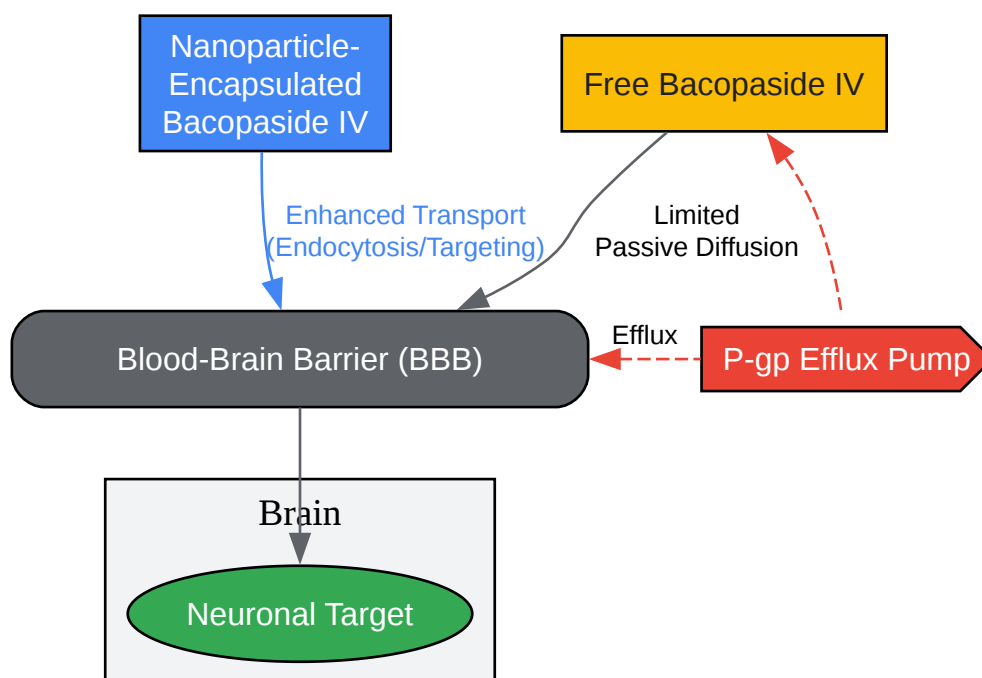 Nanoparticle-
Encapsulated
Bacopaside IV
Free Bacopaside IV
Enhanced Transport
(Endocytosis/Targeting)
Limited
Passive Diffusion
Blood-Brain Barrier (BBB)
Efflux
P-gp Efflux Pump
Brain
Neuronal Target